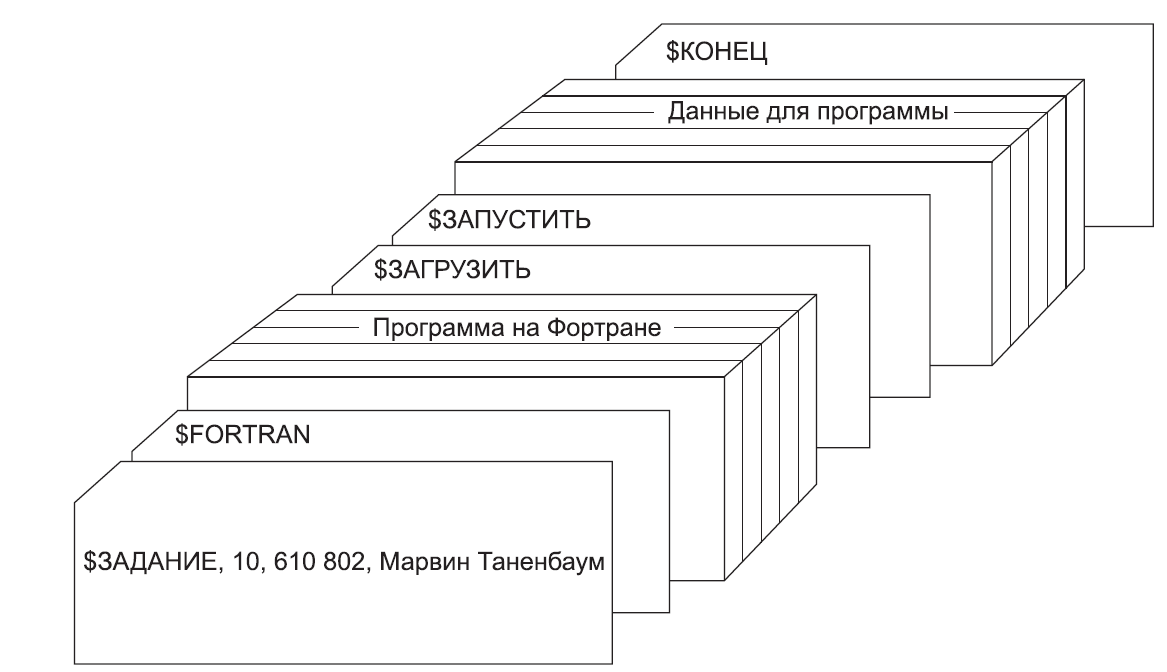 $КОНЕЦ
Данные для программы
$ЗАПУСТИТЬ
$ЗАГРУЗИТЬ
Программа на Фортране
$FORTRAN
$ЗАДАНИЕ, 10, 610 802, Марвин Таненбаум